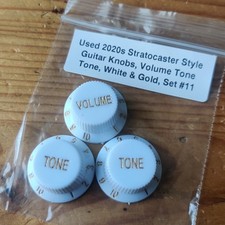 Used 2020s Stratocaster Style
Guitar Knobs, Volume Tone
Tone, White & Gold, Set #11
VOLUME
TONE
TONE